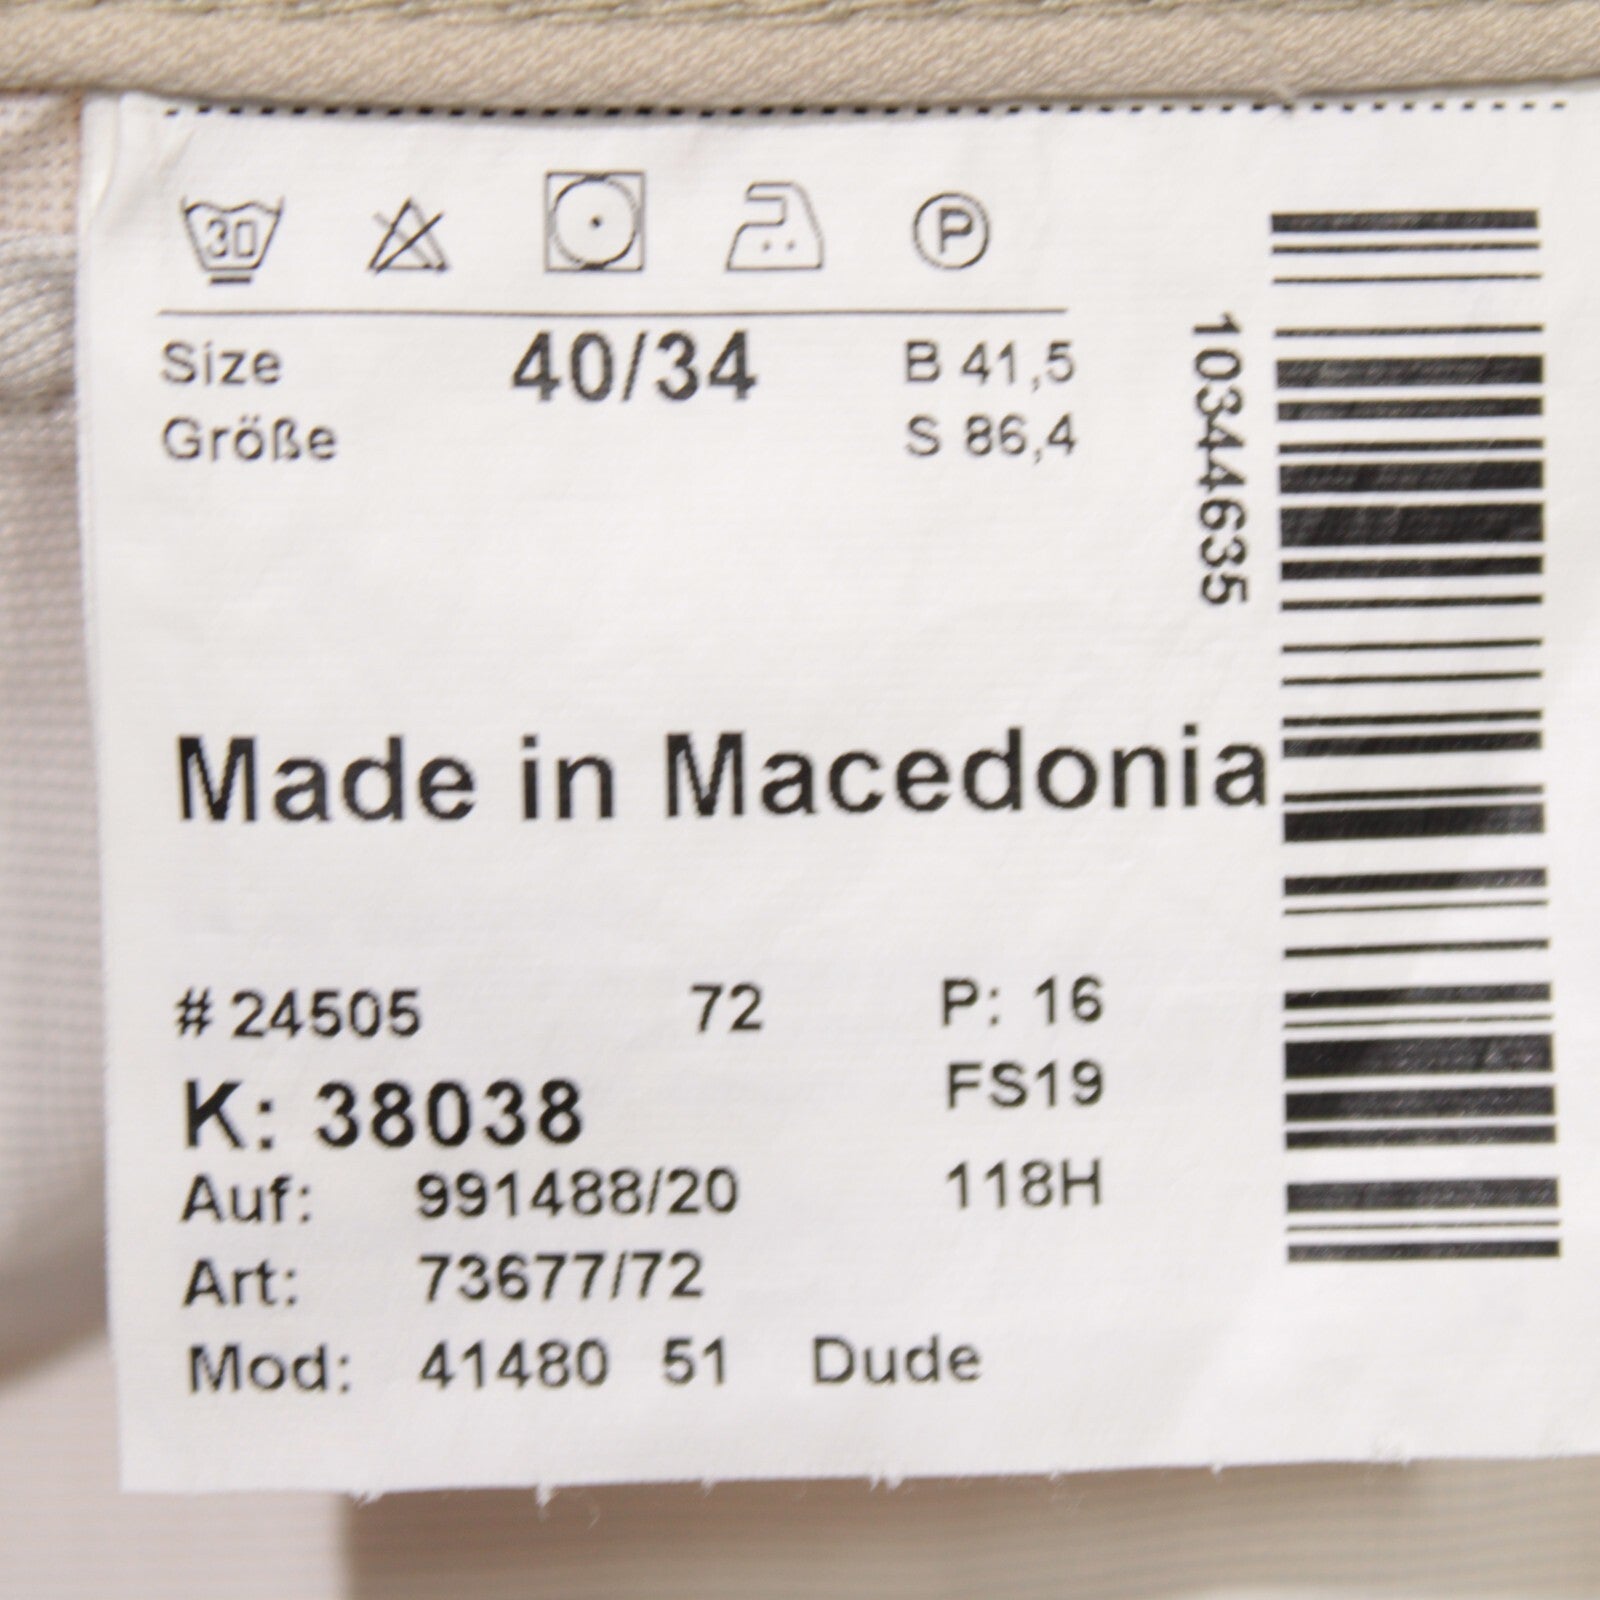 30
P
Size 40/34 B 41,5
Größe S 86,4
10344635
Made in Macedonia
# 24505 72 P: 16
K: 38038 FS19
Auf: 991488/20 118H
Art: 73677/72
Mod: 41480 51 Dude